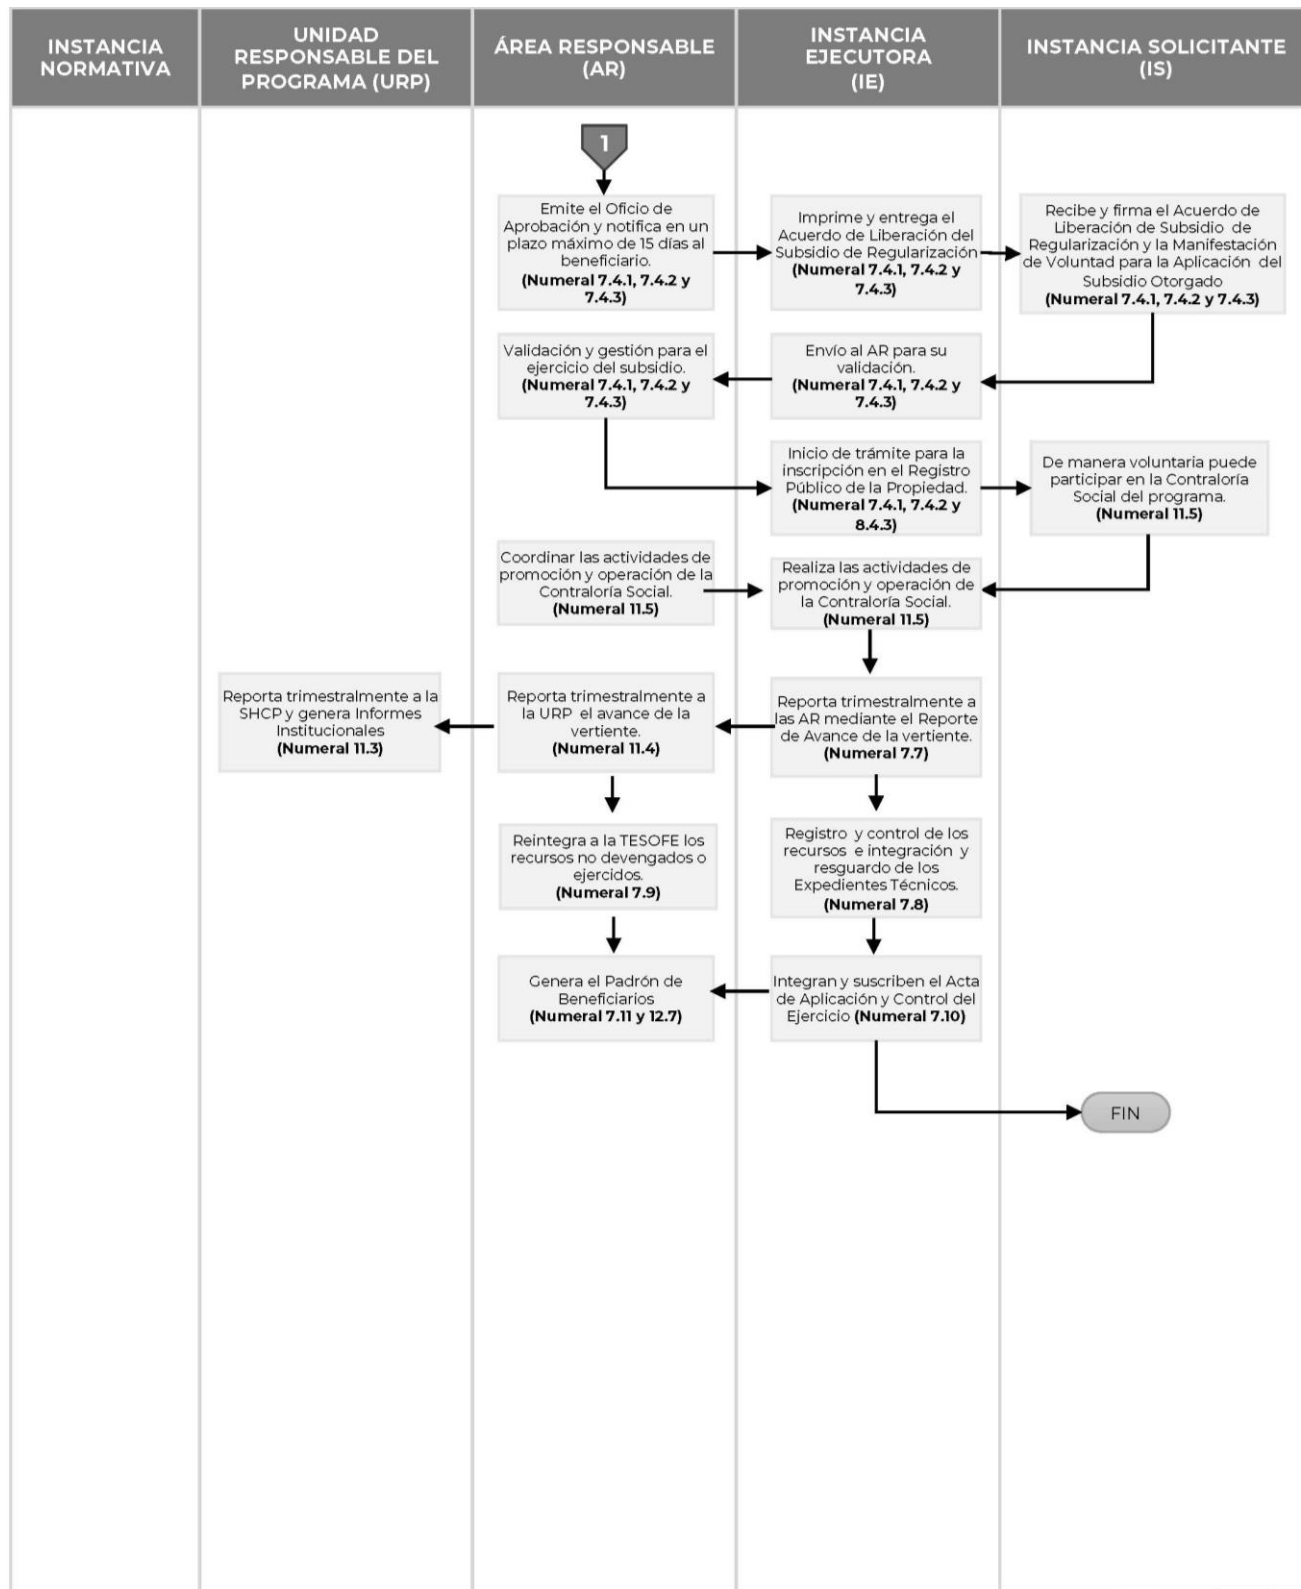 INSTANCIA
NORMATIVA
UNIDAD
RESPONSABLE DEL
PROGRAMA (URP)
ÁREA RESPONSABLE
(AR)
INSTANCIA
EJECUTORA
(IE)
INSTANCIA SOLICITANTE
(IS)
1
Emite el Oficio de
Aprobación y notifica en un
plazo máximo de 15 días al
beneficiario.
(Numeral 7.4.1, 7.4.2 y
7.4.3)
Imprime y entrega el
Acuerdo de Liberación del
Subsidio de Regularización
(Numeral 7.4.1, 7.4.2 y
7.4.3)
Recibe y firma el Acuerdo de
Liberación de Subsidio de
Regularización y la Manifestación
de Voluntad para la Aplicación del
Subsidio Otorgado
(Numeral 7.4.1, 7.4.2 y 7.4.3)
Validación y gestión para el
ejercicio del subsidio.
(Numeral 7.4.1, 7.4.2 y
7.4.3)
Envío al AR para su
validación.
(Numeral 7.4.1, 7.4.2 y
7.4.3)
Inicio de trámite para la
inscripción en el Registro
Público de la Propiedad.
(Numeral 7.4.1, 7.4.2 y
8.4.3)
De manera voluntaria puede
participar en la Contraloría
Social del programa.
(Numeral 11.5)
Coordinar las actividades de
promoción y operación de la
Contraloría Social.
(Numeral 11.5)
Realiza las actividades de
promoción y operación de
la Contraloría Social.
(Numeral 11.5)
Reporta trimestralmente a la
SHCP y genera Informes
Institucionales
(Numeral 11.3)
Reporta trimestralmente a
la URP el avance de la
vertiente.
(Numeral 11.4)
Reporta trimestralmente a
las AR mediante el Reporte
de Avance de la vertiente.
(Numeral 7.7)
Reintegra a la TESOFE los
recursos no devengados o
ejercidos.
(Numeral 7.9)
Registro y control de los
recursos e integración y
resguardo de los
Expedientes Técnicos.
(Numeral 7.8)
Genera el Padrón de
Beneficiarios
(Numeral 7.11 y 12.7)
Integran y suscriben el Acta
de Aplicación y Control del
Ejercicio (Numeral 7.10)
FIN